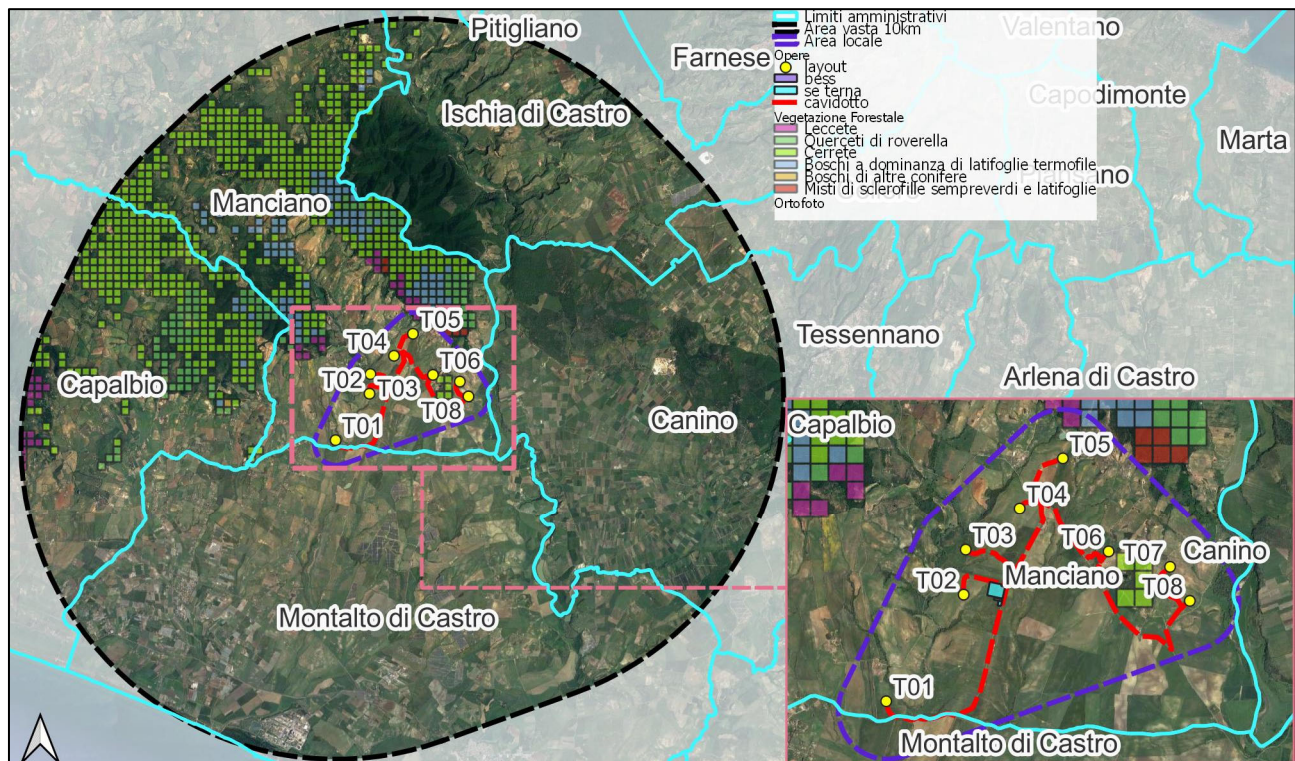 Pitigliano
Farnese
Valentano
Ischia di Castro
Capodimonte
Marta
Manciano
Tessennano
Capalbio
Arlena di Castro
Canino
Montalto di Castro
T05
T04
T02
T03
T06
T08
T01
Limiti amministrativi
Area vasta 10km
Area locale
Opere
layout
bess
se terna
cavidotto
Vegetazione Forestale
Leccete
Querceti di roverella
Cerrete
Boschi a dominanza di latifoglie termofile
Boschi di altre conifere
Misti di sclerofille sempreverdi e latifoglie
Ortofoto
Capalbio
T05
T04
T03
T06
T07
Canino
T02
Manciano
T08
T01
Montalto di Castro